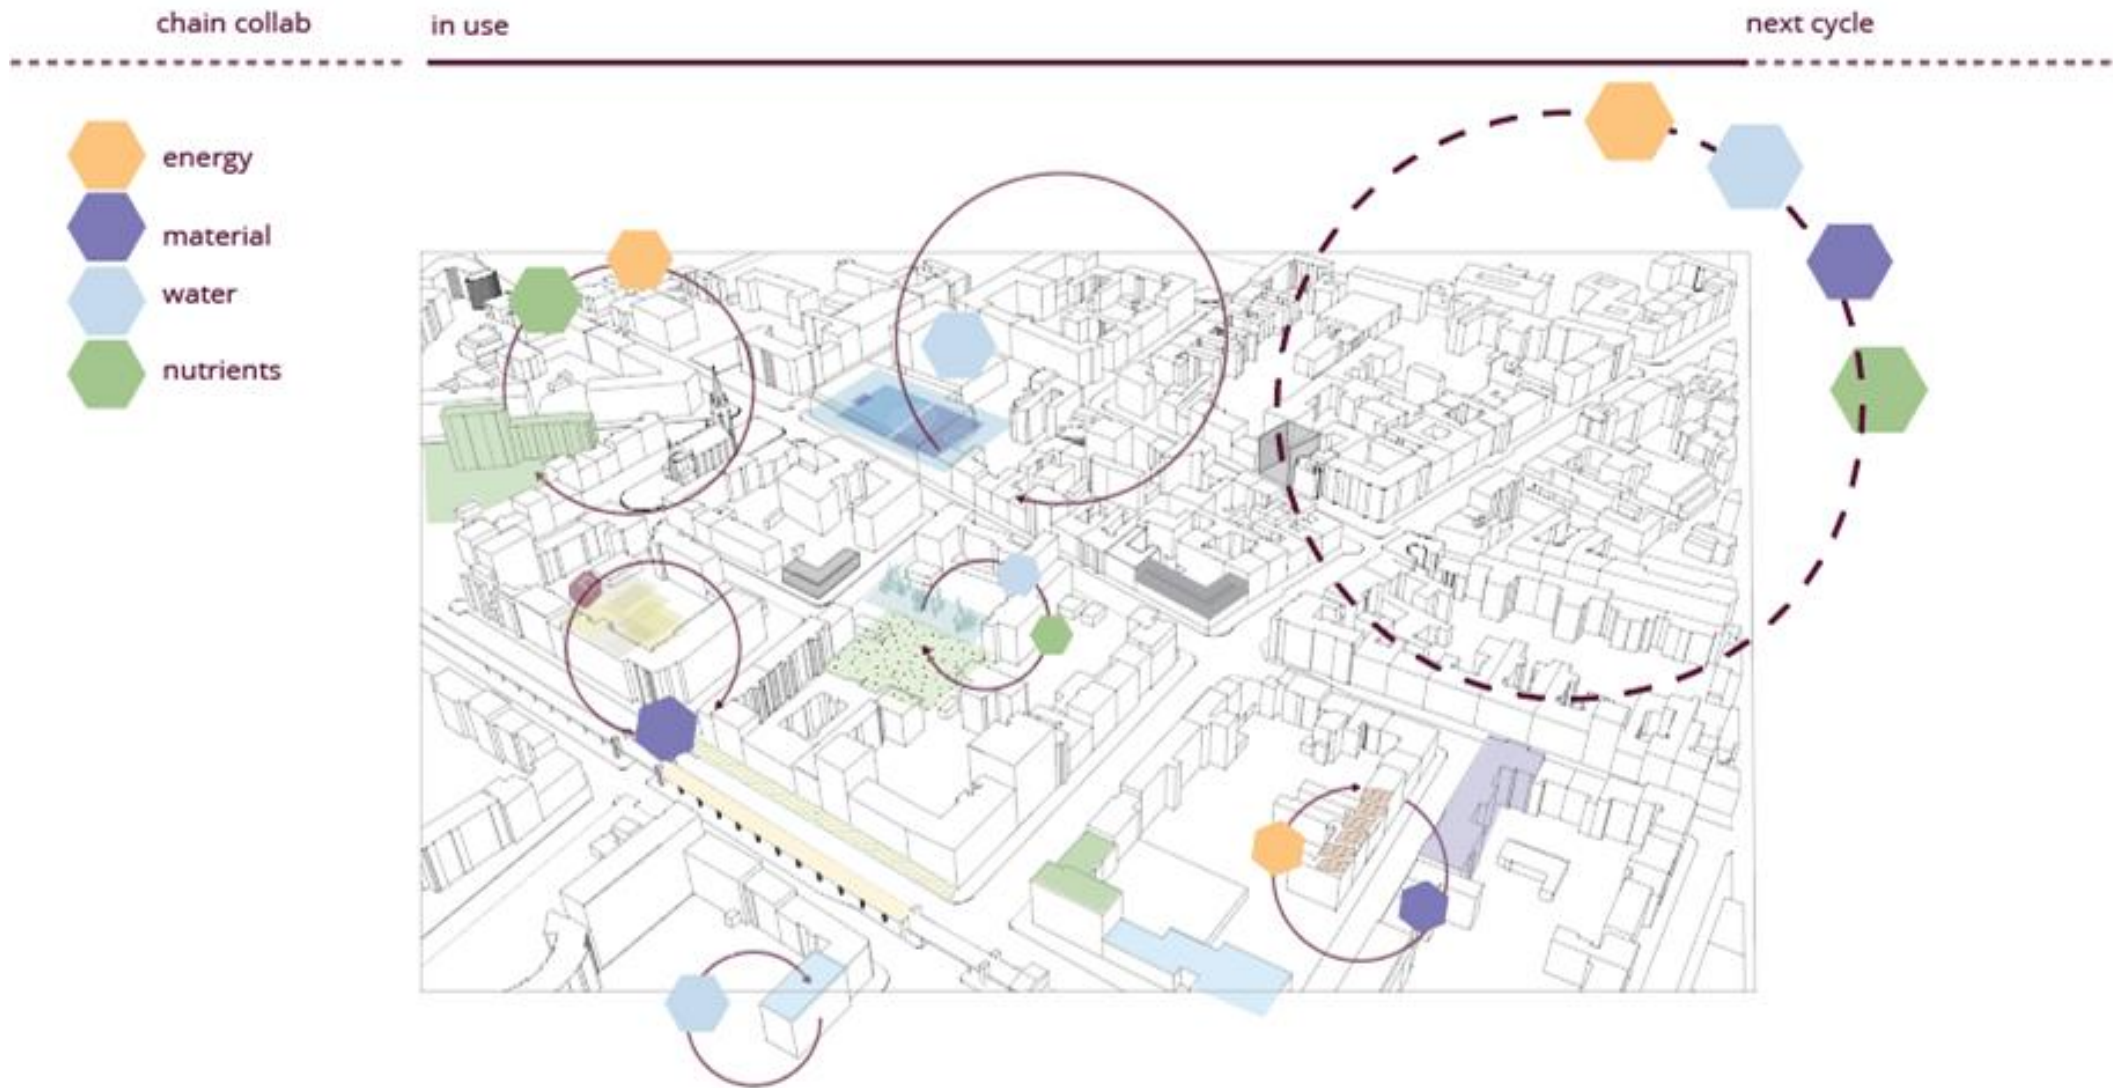 chain collab
in use
next cycle
energy
material
water
nutrients